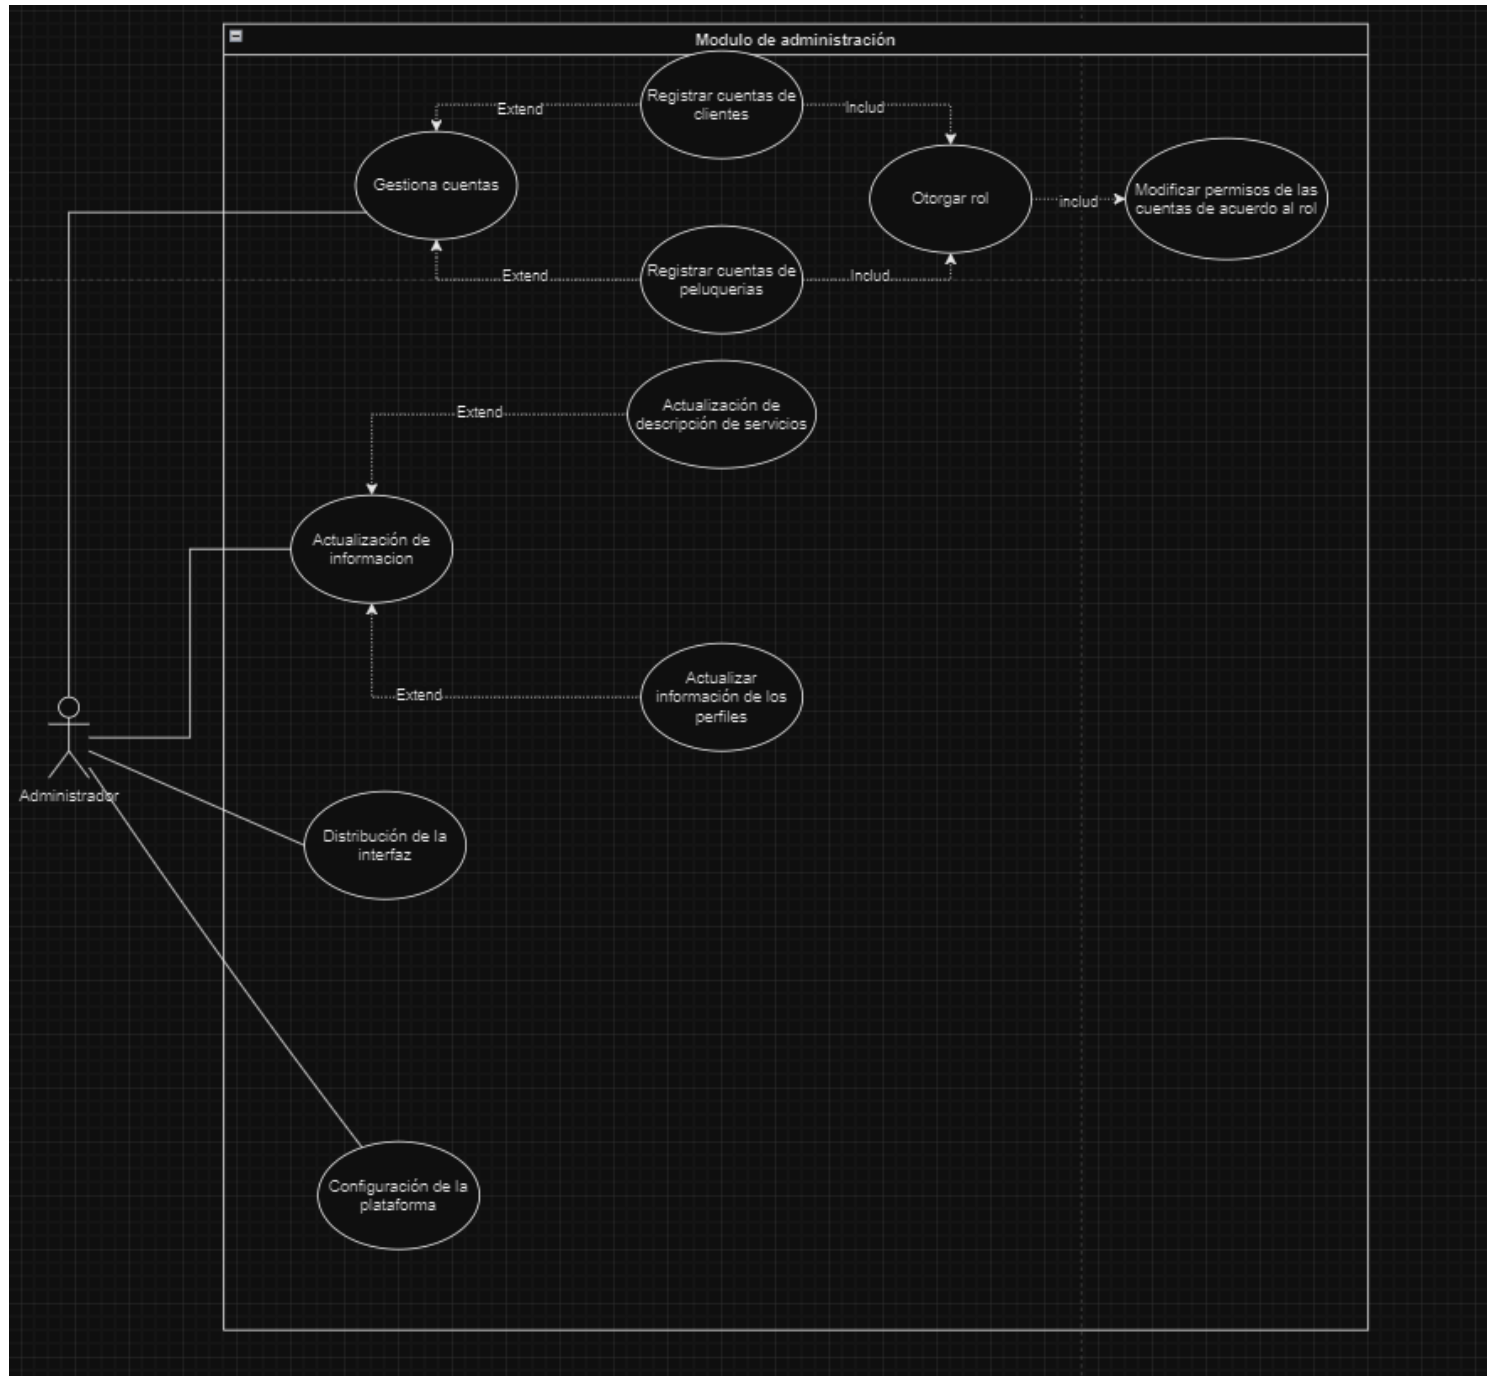 Modulo de administración
Registrar cuentas de
clientes
Extend
Includ
Gestiona cuentas
Otorgar rol
includ
Modificar permisos de las
cuentas de acuerdo al rol
Extend
Registrar cuentas de
peluquerias
Includ
Extend
Actualización de
descripción de servicios
Actualización de
informacion
Extend
Actualizar
información de los
perfiles
Administrador
Distribución de la
interfaz
Configuración de la
plataforma